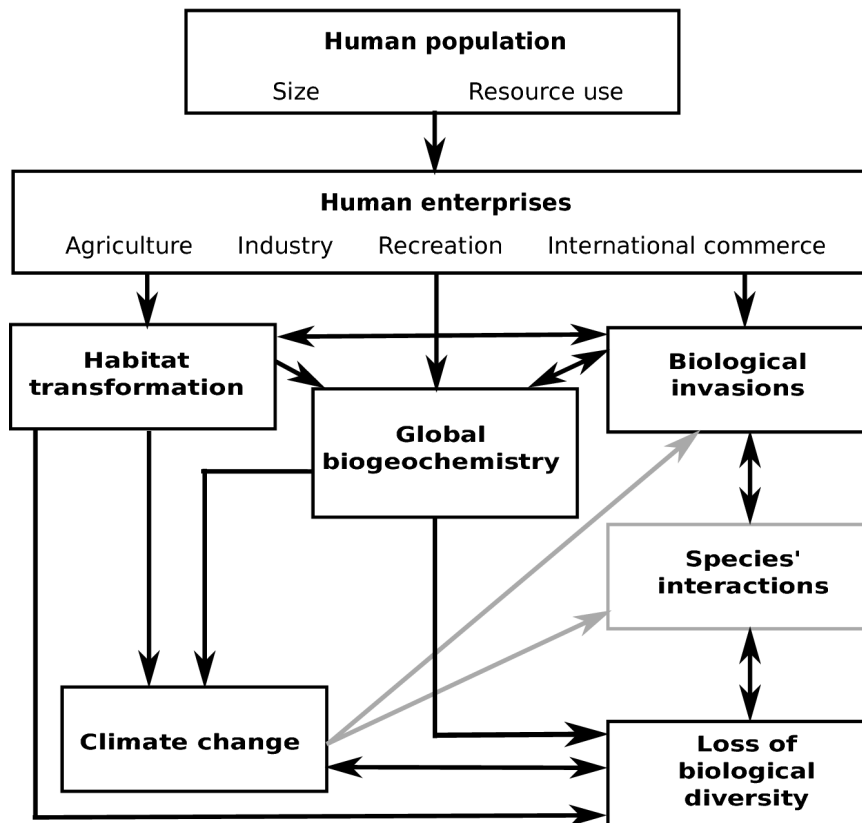 Human population
Size Resource use
Human enterprises
Agriculture Industry Recreation International commerce
Habitat
transformation
Biological
invasions
Global
biogeochemistry
Species'
interactions
Climate change
Loss of
biological
diversity